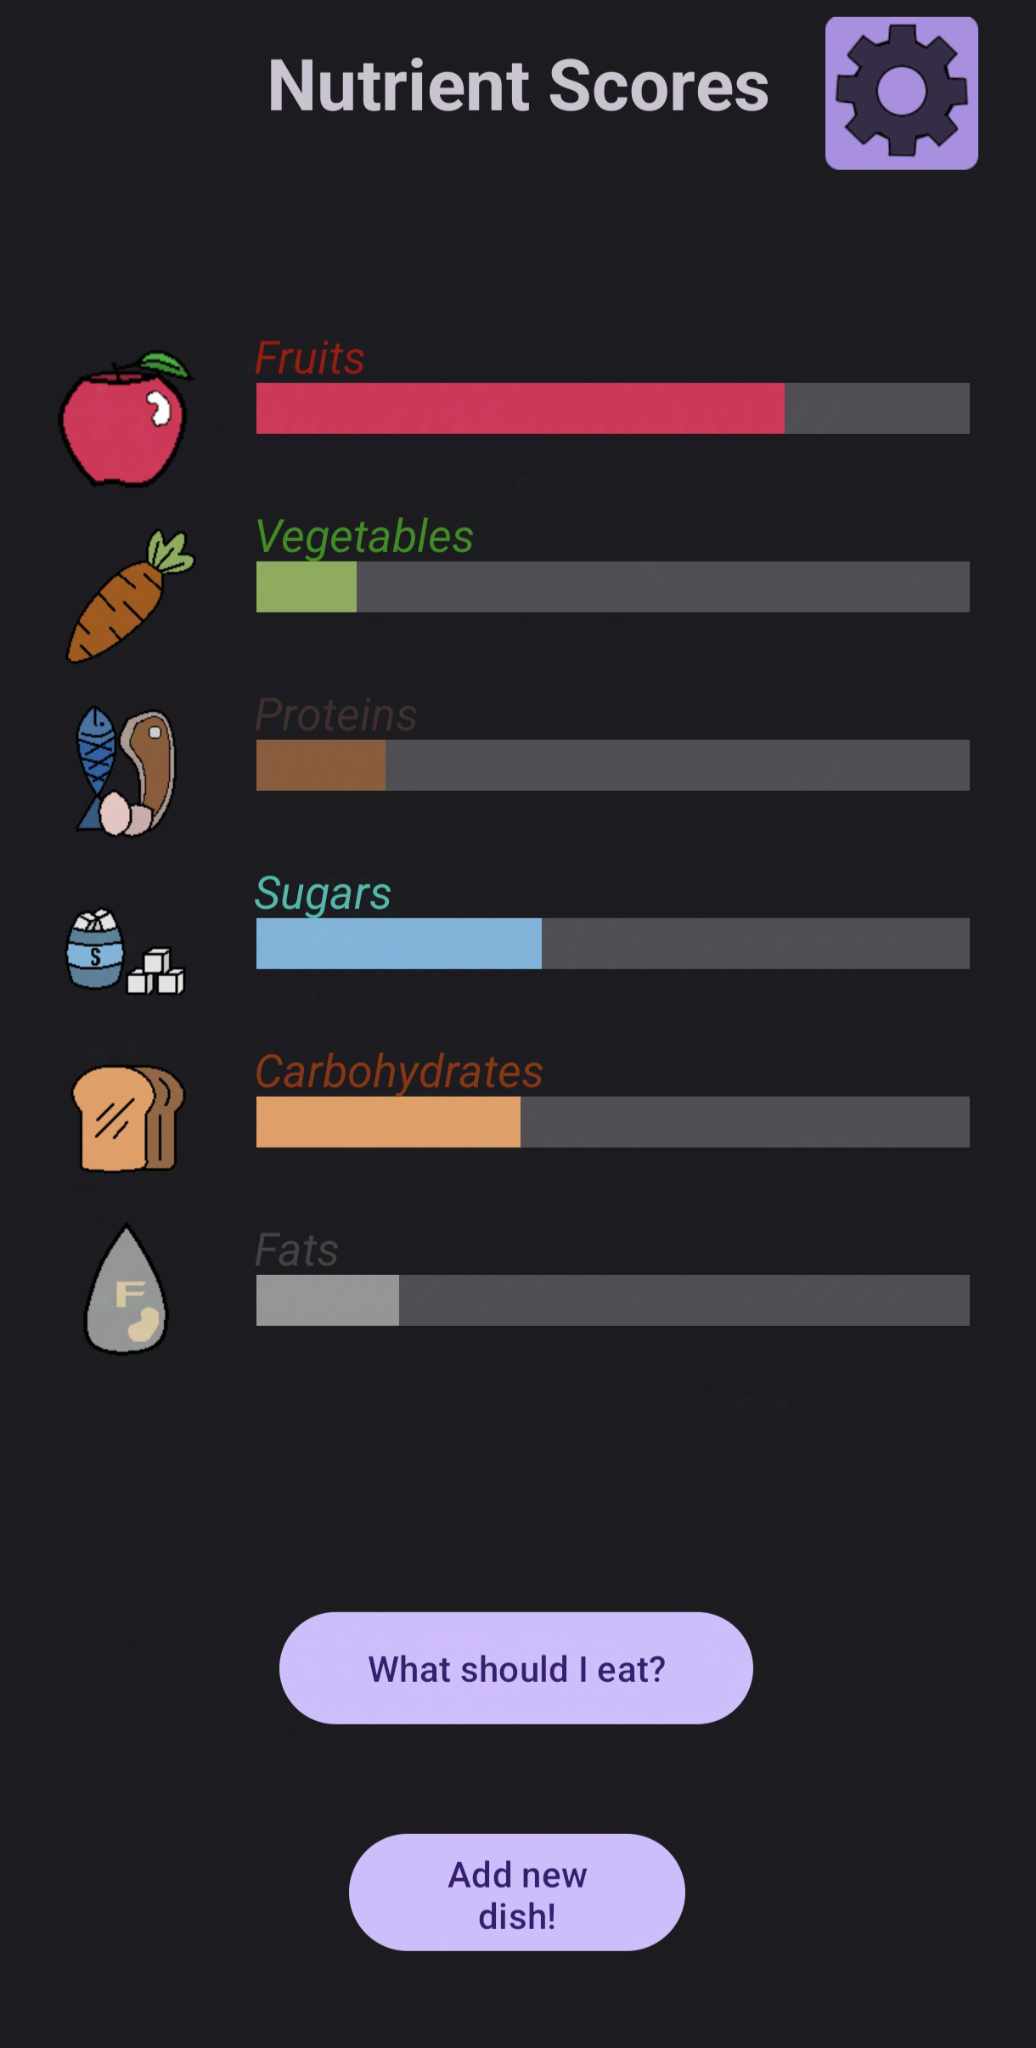 Nutrient Scores
Fruits
Vegetables
Proteins
Sugars
S
Carbohydrates
Fats
F
What should I eat?
Add new
dish!